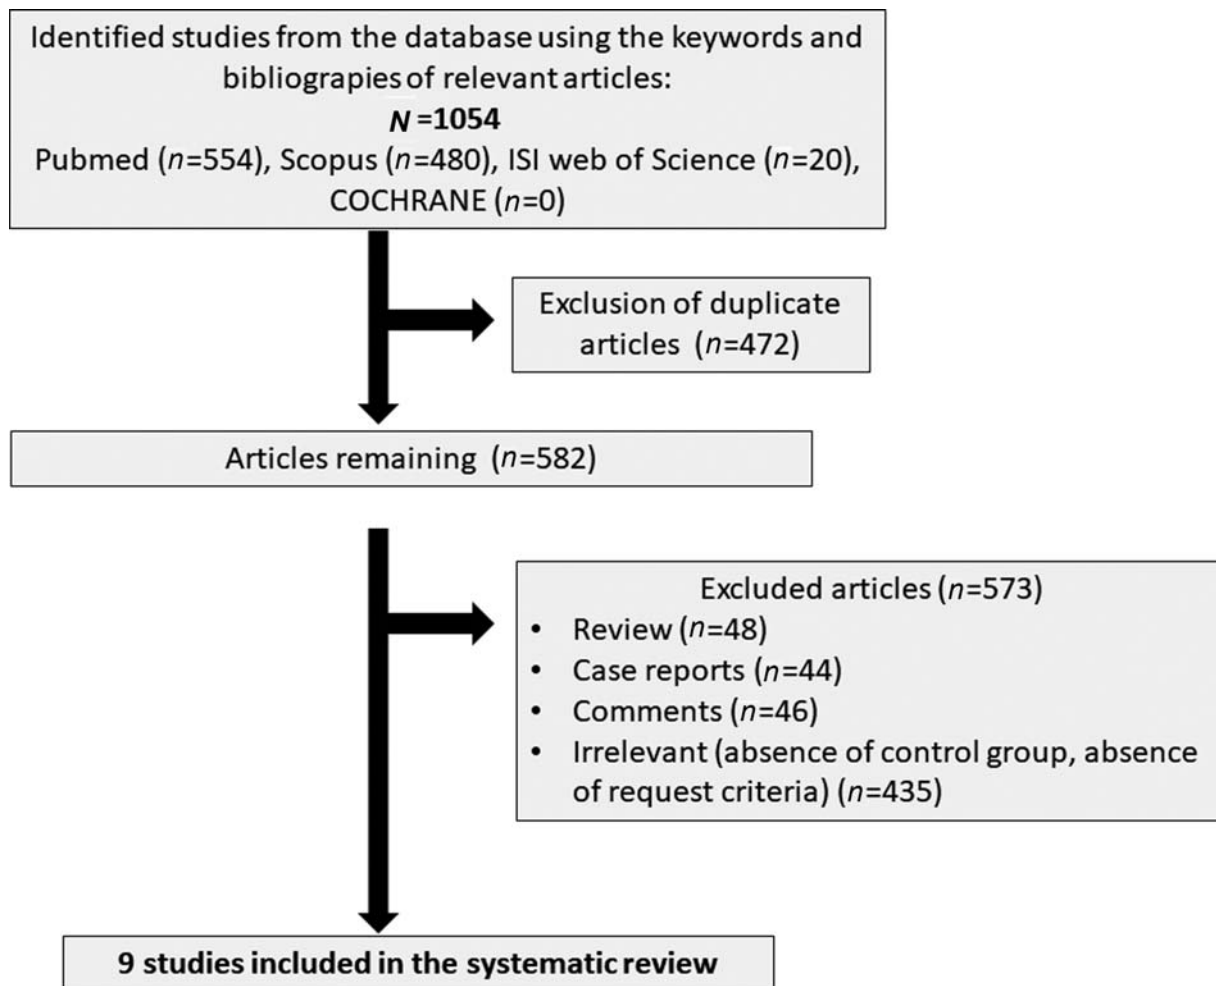 Identified studies from the database using the keywords and
bibliograpies of relevant articles:
N =1054
Pubmed (n=554), Scopus (n=480), ISI web of Science (n=20),
COCHRANE (n=0)
Exclusion of duplicate
articles (n=472)
Articles remaining (n=582)
Excluded articles (n=573)
• Review (n=48)
• Case reports (n=44)
• Comments (n=46)
• Irrelevant (absence of control group, absence
of request criteria) (n=435)
9 studies included in the systematic review